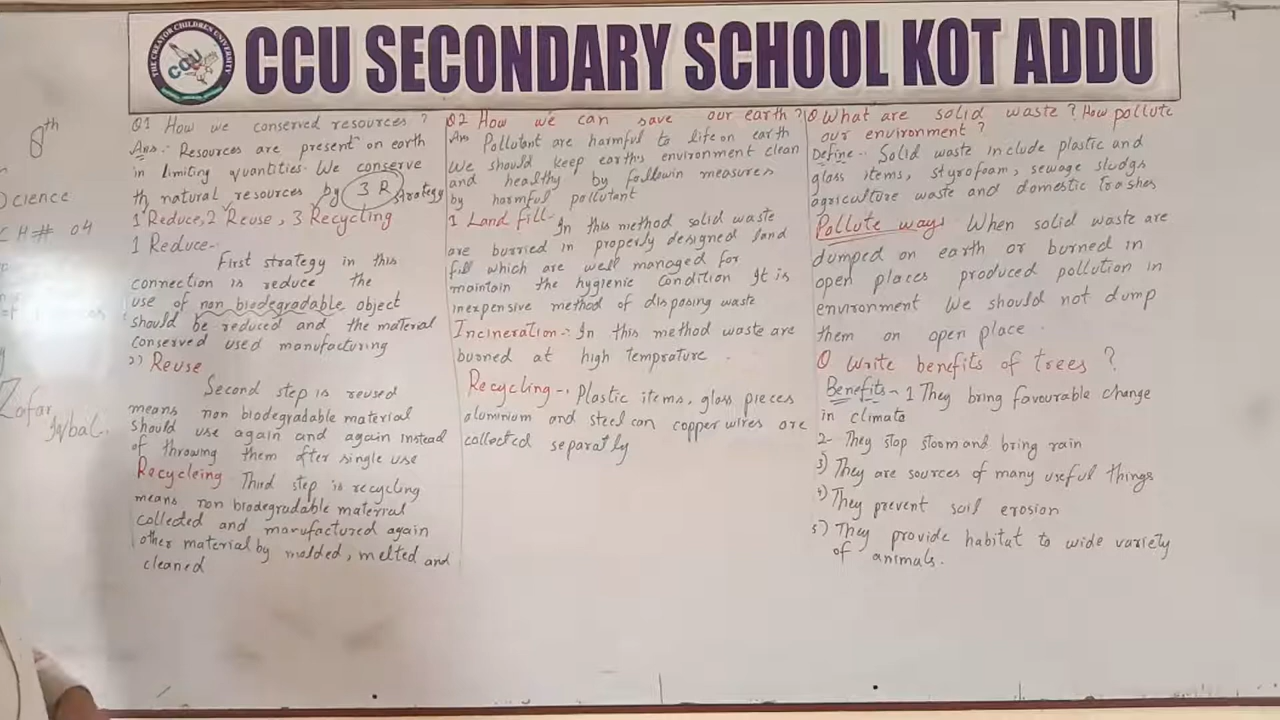 CCU SECONDARY SCHOOL KOT ADDU
THE CREATOR CHILDREN UNIVERSITY
CCU
8th
Science
CH# 04
Zafar
Iqbal.
Q1 How we conserved resources ?
Ans:- Resources are present on earth
in limiting quantities. We conserve
th natural resources by 3 R strategy
1 Reduce, 2 Reuse, 3 Recycling
1 Reduce-
First strategy in this
connection is reduce the
use of non biodegradable object
should be reduced and the material
conserved used manufacturing
2) Reuse
Second step is reused
means non biodegradable material
should use again and again instead
of throwing them after single use
Recycleing Third step is recycling
means non biodegradable material
collected and manufactured again
other material by molded, melted and
cleaned
Q2 How we can save our earth ?
Ans Pollutant are harmful to life on earth
We should keep earths environment clean
and healthy by followin measures
by harmful pollutant
1 Land fill:- In this method solid waste
are burried in properly designed land
fill which are well managed for
maintain the hygienic condition It is
inexpensive method of disposing waste
Incineration:- In this method waste are
burned at high temprature .
Recycling-. Plastic items, glass pieces
aluminium and steel can copper wires are
collected separatly
Q What are solid waste ? How pollute
our environment ?
Define-. Solid waste include plastic and
glass items, styrofoam, sewage sludgs
agriculture waste and domestic trashes
Pollute ways When solid waste are
dumped on earth or burned in
open places produced pollution in
environment We should not dump
them on open place .
Q Write benefits of trees ?
Benefits- 1 They bring favourable change
in climate
2- They stop stoom and bring rain
3) They are sources of many useful things
4) They prevent soil erosion
5) They provide habitat to wide variety
of animals.